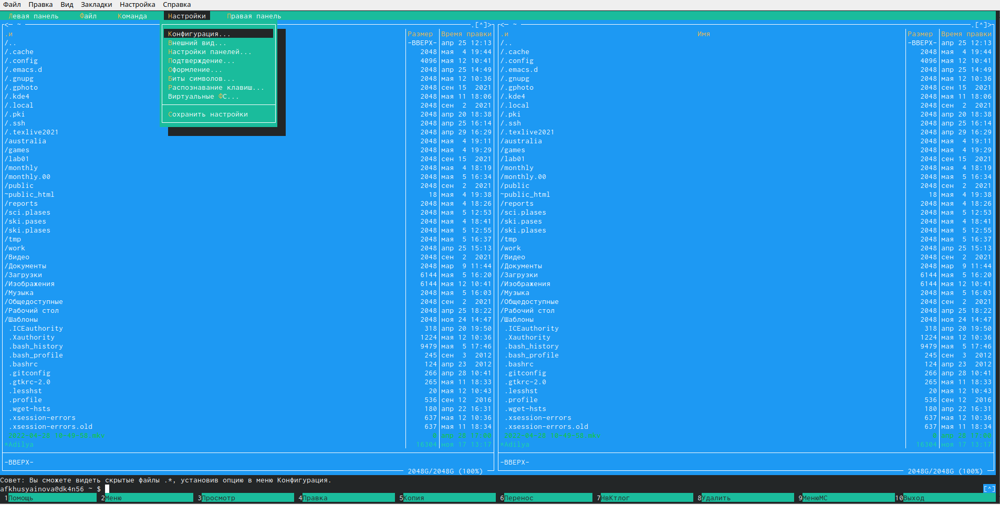 Файл Правка Вид Закладки Настройка Справка
Левая панель Файл Команда Настройки Правая панель
<─ ~ .[^]> <─ ~ .[^]>
.и Конфигурация... Размер Время правки .и Имя Размер Время правки
/.. Внешний вид... -ВВЕРХ- апр 25 12:13 /.. -ВВЕРХ- апр 25 12:13
/.cache Настройки панелей... 2048 мая 4 19:44 /.cache 2048 мая 4 19:44
/.config Подтверждение... 4096 мая 12 10:41 /.config 4096 мая 12 10:41
/.emacs.d Оформление... 2048 апр 25 14:49 /.emacs.d 2048 апр 25 14:49
/.gnupg Биты символов... 2048 мая 12 10:36 /.gnupg 2048 мая 12 10:36
/.gphoto Распознавание клавиш... 2048 сен 15 2021 /.gphoto 2048 сен 15 2021
/.kde4 Виртуальные ФС... 2048 мая 11 18:06 /.kde4 2048 мая 11 18:06
/.local 2048 сен 2 2021 /.local 2048 сен 2 2021
/.pki Сохранить настройки 2048 апр 20 18:38 /.pki 2048 апр 20 18:38
/.ssh 2048 апр 25 16:14 /.ssh 2048 апр 25 16:14
/.texlive2021 2048 апр 29 16:29 /.texlive2021 2048 апр 29 16:29
/australia 2048 мая 4 19:11 /australia 2048 мая 4 19:11
/games 2048 мая 4 19:29 /games 2048 мая 4 19:29
/lab01 2048 сен 15 2021 /lab01 2048 сен 15 2021
/monthly 2048 мая 4 18:19 /monthly 2048 мая 4 18:19
/monthly.00 2048 мая 5 16:34 /monthly.00 2048 мая 5 16:34
/public 2048 сен 2 2021 /public 2048 сен 2 2021
~public_html 18 мая 4 19:38 ~public_html 18 мая 4 19:38
/reports 2048 мая 4 18:26 /reports 2048 мая 4 18:26
/sci.plases 2048 мая 5 12:53 /sci.plases 2048 мая 5 12:53
/ski.pases 2048 мая 4 18:41 /ski.pases 2048 мая 4 18:41
/ski.plases 2048 мая 5 12:55 /ski.plases 2048 мая 5 12:55
/tmp 2048 мая 5 16:37 /tmp 2048 мая 5 16:37
/work 2048 апр 25 15:13 /work 2048 апр 25 15:13
/Видео 2048 сен 2 2021 /Видео 2048 сен 2 2021
/Документы 2048 мар 9 11:44 /Документы 2048 мар 9 11:44
/Загрузки 6144 мая 5 16:20 /Загрузки 6144 мая 5 16:20
/Изображения 6144 мая 12 10:41 /Изображения 6144 мая 12 10:41
/Музыка 2048 мая 5 16:03 /Музыка 2048 мая 5 16:03
/Общедоступные 2048 сен 2 2021 /Общедоступные 2048 сен 2 2021
/Рабочий стол 2048 апр 25 18:22 /Рабочий стол 2048 апр 25 18:22
/Шаблоны 2048 ноя 24 14:47 /Шаблоны 2048 ноя 24 14:47
.ICEauthority 318 апр 20 19:50 .ICEauthority 318 апр 20 19:50
.Xauthority 1224 мая 12 10:36 .Xauthority 1224 мая 12 10:36
.bash_history 9479 мая 5 17:46 .bash_history 9479 мая 5 17:46
.bash_profile 245 сен 3 2012 .bash_profile 245 сен 3 2012
.bashrc 124 апр 23 2012 .bashrc 124 апр 23 2012
.gitconfig 266 апр 28 10:41 .gitconfig 266 апр 28 10:41
.gtkrc-2.0 265 мая 11 18:33 .gtkrc-2.0 265 мая 11 18:33
.lesshst 20 мая 12 10:43 .lesshst 20 мая 12 10:43
.profile 536 сен 12 2016 .profile 536 сен 12 2016
.wget-hsts 180 апр 22 16:31 .wget-hsts 180 апр 22 16:31
.xsession-errors 637 мая 12 10:36 .xsession-errors 637 мая 12 10:36
.xsession-errors.old 637 мая 11 18:34 .xsession-errors.old 637 мая 11 18:34
*Adilya 16304 ноя 17 13:17 *Adilya 16304 ноя 17 13:17
-ВВЕРХ- -ВВЕРХ-
2048G/2048G (100%) 2048G/2048G (100%)
Совет: Вы сможете видеть скрытые файлы .*, установив опцию в меню Конфигурация.
afkhusyainova@dk4n56 ~ $ [^]
1Помощь 2Меню 3Просмотр 4Правка 5Копия 6Перенос 7НвКтлог 8Удалить 9МенюMC 10Выход